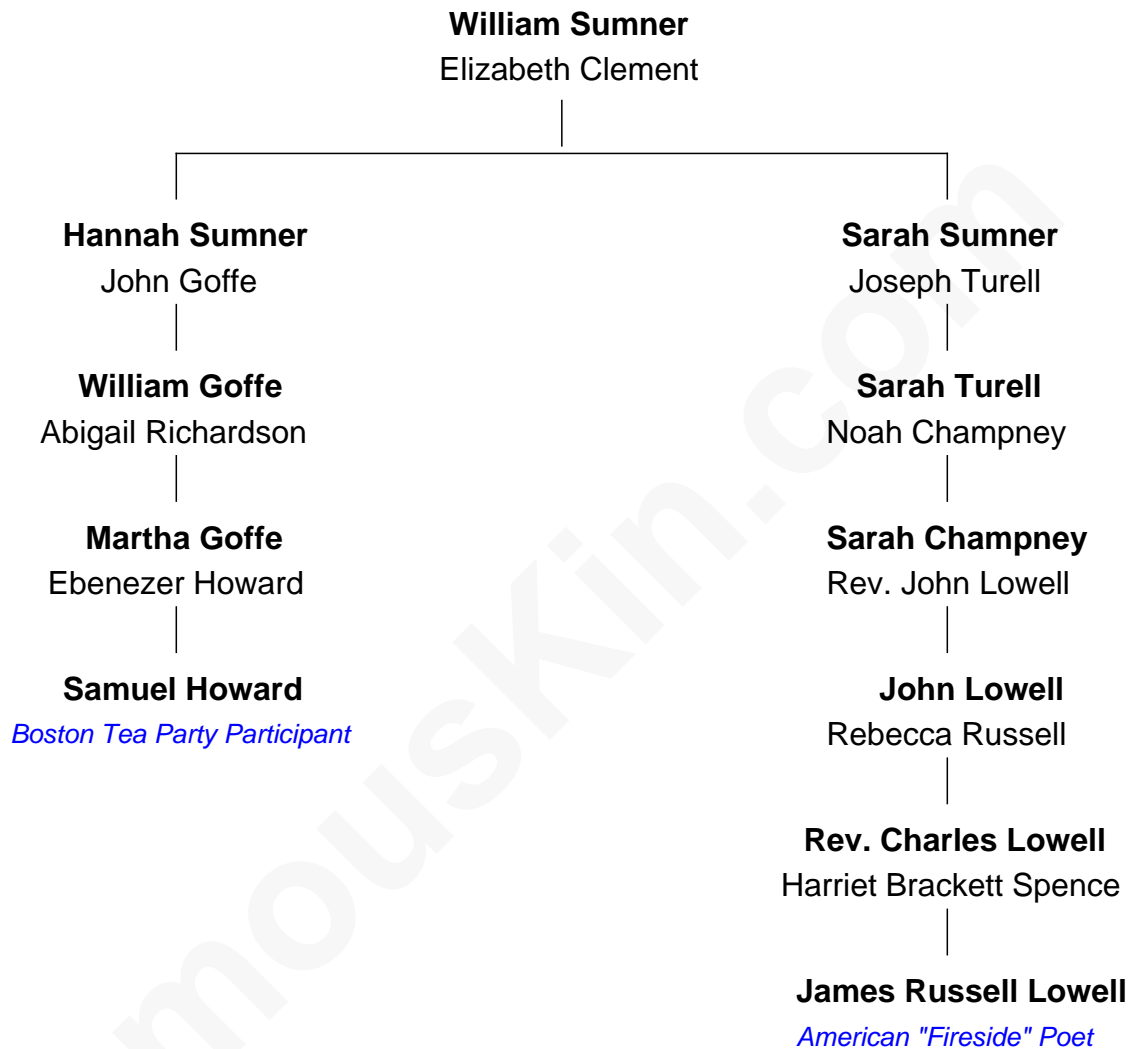 William Sumner
Elizabeth Clement
Hannah Sumner
John Goffe
William Goffe
Abigail Richardson
Martha Goffe
Ebenezer Howard
Samuel Howard
Boston Tea Party Participant
Sarah Sumner
Joseph Turell
Sarah Turell
Noah Champney
Sarah Champney
Rev. John Lowell
John Lowell
Rebecca Russell
Rev. Charles Lowell
Harriet Brackett Spence
James Russell Lowell
American "Fireside" Poet
mousKin.com